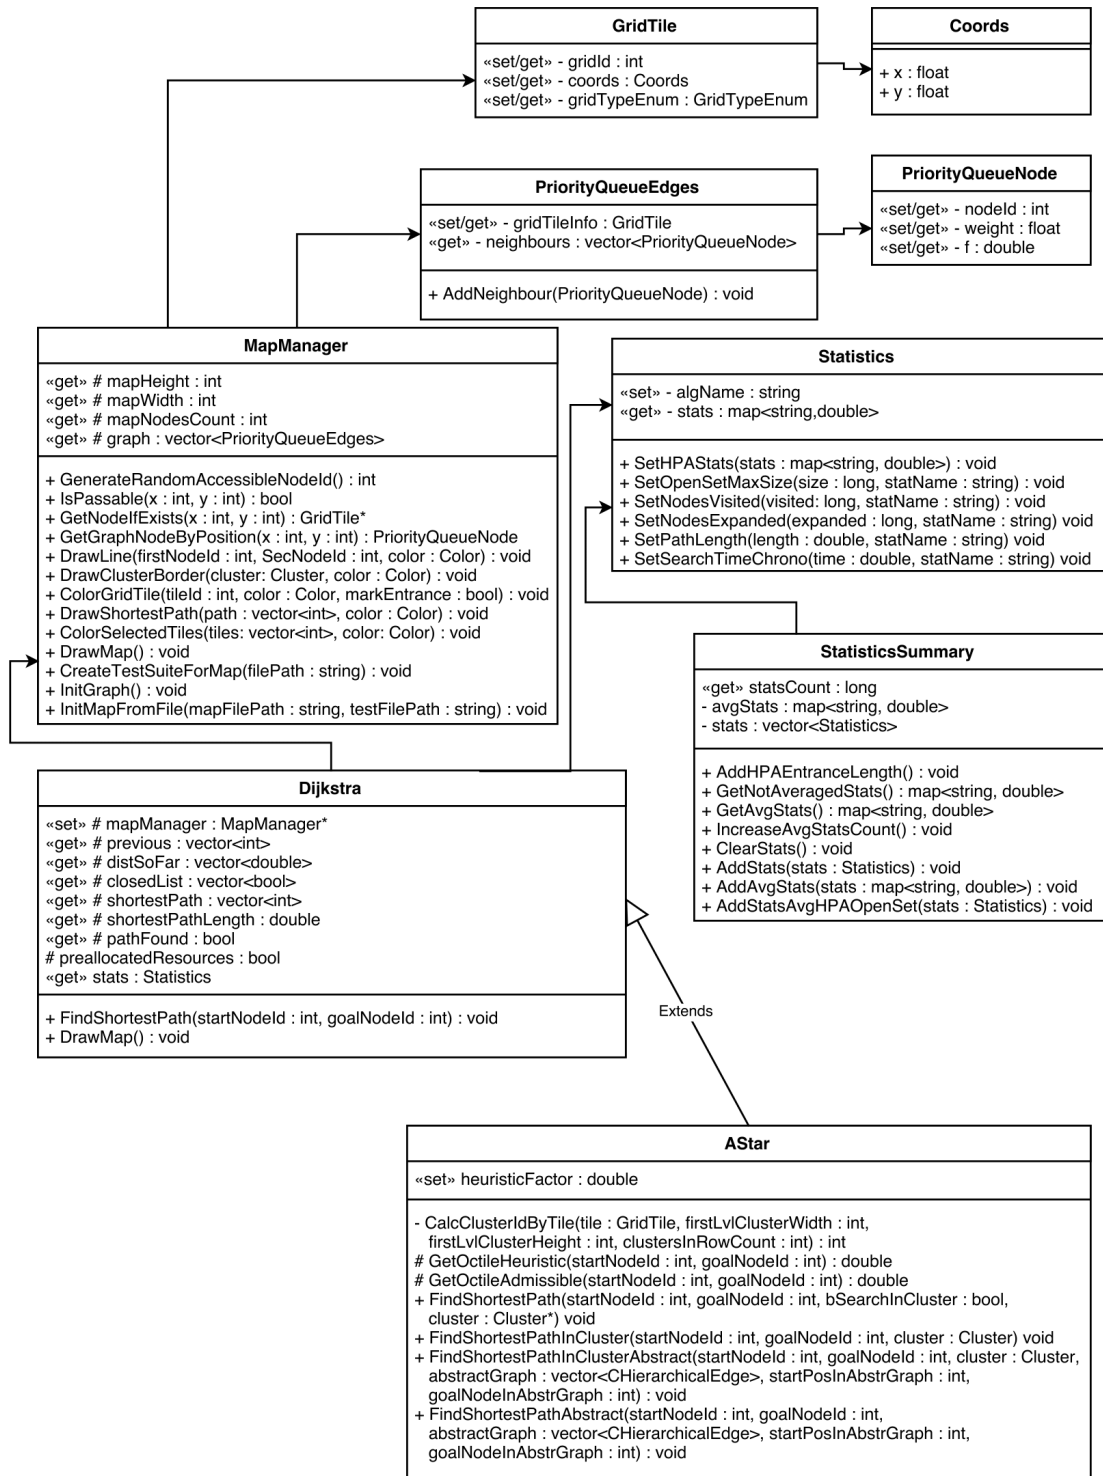 GridTile
«set/get» - gridId : int
«set/get» - coords : Coords
«set/get» - gridTypeEnum : GridTypeEnum
Coords
+ x : float
+ y : float
PriorityQueueEdges
«set/get» - gridTileInfo : GridTile
«get» - neighbours : vector<PriorityQueueNode>
+ AddNeighbour(PriorityQueueNode) : void
PriorityQueueNode
«set/get» - nodeId : int
«set/get» - weight : float
«set/get» - f : double
MapManager
«get» # mapHeight : int
«get» # mapWidth : int
«get» # mapNodesCount : int
«get» # graph : vector<PriorityQueueEdges>
+ GenerateRandomAccessibleNodeId() : int
+ IsPassable(x : int, y : int) : bool
+ GetNodeIfExists(x : int, y : int) : GridTile*
+ GetGraphNodeByPosition(x : int, y : int) : PriorityQueueNode
+ DrawLine(firstNodeId : int, SecNodeId : int, color : Color) : void
+ DrawClusterBorder(cluster: Cluster, color : Color) : void
+ ColorGridTile(tileId : int, color : Color, markEntrance : bool) : void
+ DrawShortestPath(path : vector<int>, color : Color) : void
+ ColorSelectedTiles(tiles: vector<int>, color: Color) : void
+ DrawMap() : void
+ CreateTestSuiteForMap(filePath : string) : void
+ InitGraph() : void
+ InitMapFromFile(mapFilePath : string, testFilePath : string) : void
Statistics
«set» - algName : string
«get» - stats : map<string,double>
+ SetHPAStats(stats : map<string, double>) : void
+ SetOpenSetMaxSize(size : long, statName : string) : void
+ SetNodesVisited(visited: long, statName : string) : void
+ SetNodesExpanded(expanded : long, statName : string) void
+ SetPathLength(length : double, statName : string) void
+ SetSearchTimeChrono(time : double, statName : string) void
StatisticsSummary
«get» statsCount : long
- avgStats : map<string, double>
- stats : vector<Statistics>
+ AddHPAEntranceLength() : void
+ GetNotAveragedStats() : map<string, double>
+ GetAvgStats() : map<string, double>
+ IncreaseAvgStatsCount() : void
+ ClearStats() : void
+ AddStats(stats : Statistics) : void
+ AddAvgStats(stats : map<string, double>) : void
+ AddStatsAvgHPAOpenSet(stats : Statistics) : void
Dijkstra
«set» # mapManager : MapManager*
«get» # previous : vector<int>
«get» # distSoFar : vector<double>
«get» # closedList : vector<bool>
«get» # shortestPath : vector<int>
«get» # shortestPathLength : double
«get» # pathFound : bool
# preallocatedResources : bool
«get» stats : Statistics
+ FindShortestPath(startNodeId : int, goalNodeId : int) : void
+ DrawMap() : void
Extends
AStar
«set» heuristicFactor : double
- CalcClusterIdByTile(tile : GridTile, firstLvlClusterWidth : int,
firstLvlClusterHeight : int, clustersInRowCount : int) : int
# GetOctileHeuristic(startNodeId : int, goalNodeId : int) : double
# GetOctileAdmissible(startNodeId : int, goalNodeId : int) : double
+ FindShortestPath(startNodeId : int, goalNodeId : int, bSearchInCluster : bool,
cluster : Cluster*) void
+ FindShortestPathInCluster(startNodeId : int, goalNodeId : int, cluster : Cluster) void
+ FindShortestPathInClusterAbstract(startNodeId : int, goalNodeId : int, cluster : Cluster,
abstractGraph : vector<CHierarchicalEdge>, startPosInAbstrGraph : int,
goalNodeInAbstrGraph : int) : void
+ FindShortestPathAbstract(startNodeId : int, goalNodeId : int,
abstractGraph : vector<CHierarchicalEdge>, startPosInAbstrGraph : int,
goalNodeInAbstrGraph : int) : void